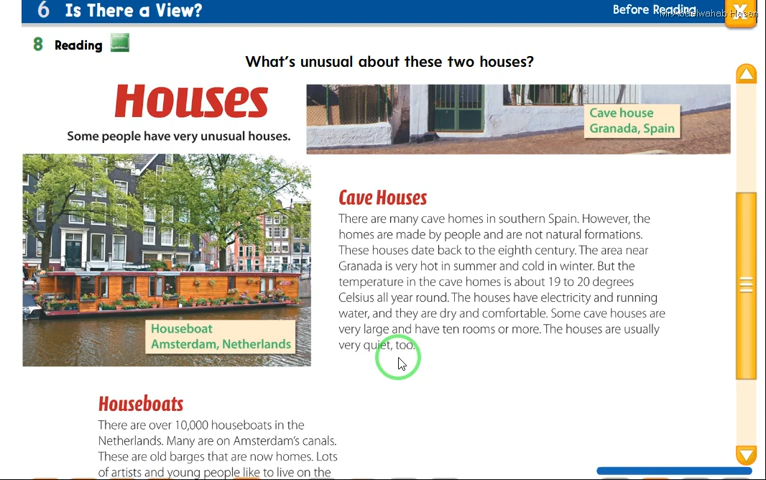 6 Is There a View?
Before Reading
8 Reading
What's unusual about these two houses?
Houses
Some people have very unusual houses.
Cave house
Granada, Spain
Houseboat
Amsterdam, Netherlands
Cave Houses
There are many cave homes in southern Spain. However, the
homes are made by people and are not natural formations.
These houses date back to the eighth century. The area near
Granada is very hot in summer and cold in winter. But the
temperature in the cave homes is about 19 to 20 degrees
Celsius all year round. The houses have electricity and running
water, and they are dry and comfortable. Some cave houses are
very large and have ten rooms or more. The houses are usually
very quiet, too.
Houseboats
There are over 10,000 houseboats in the
Netherlands. Many are on Amsterdam's canals.
These are old barges that are now homes. Lots
of artists and young people like to live on the